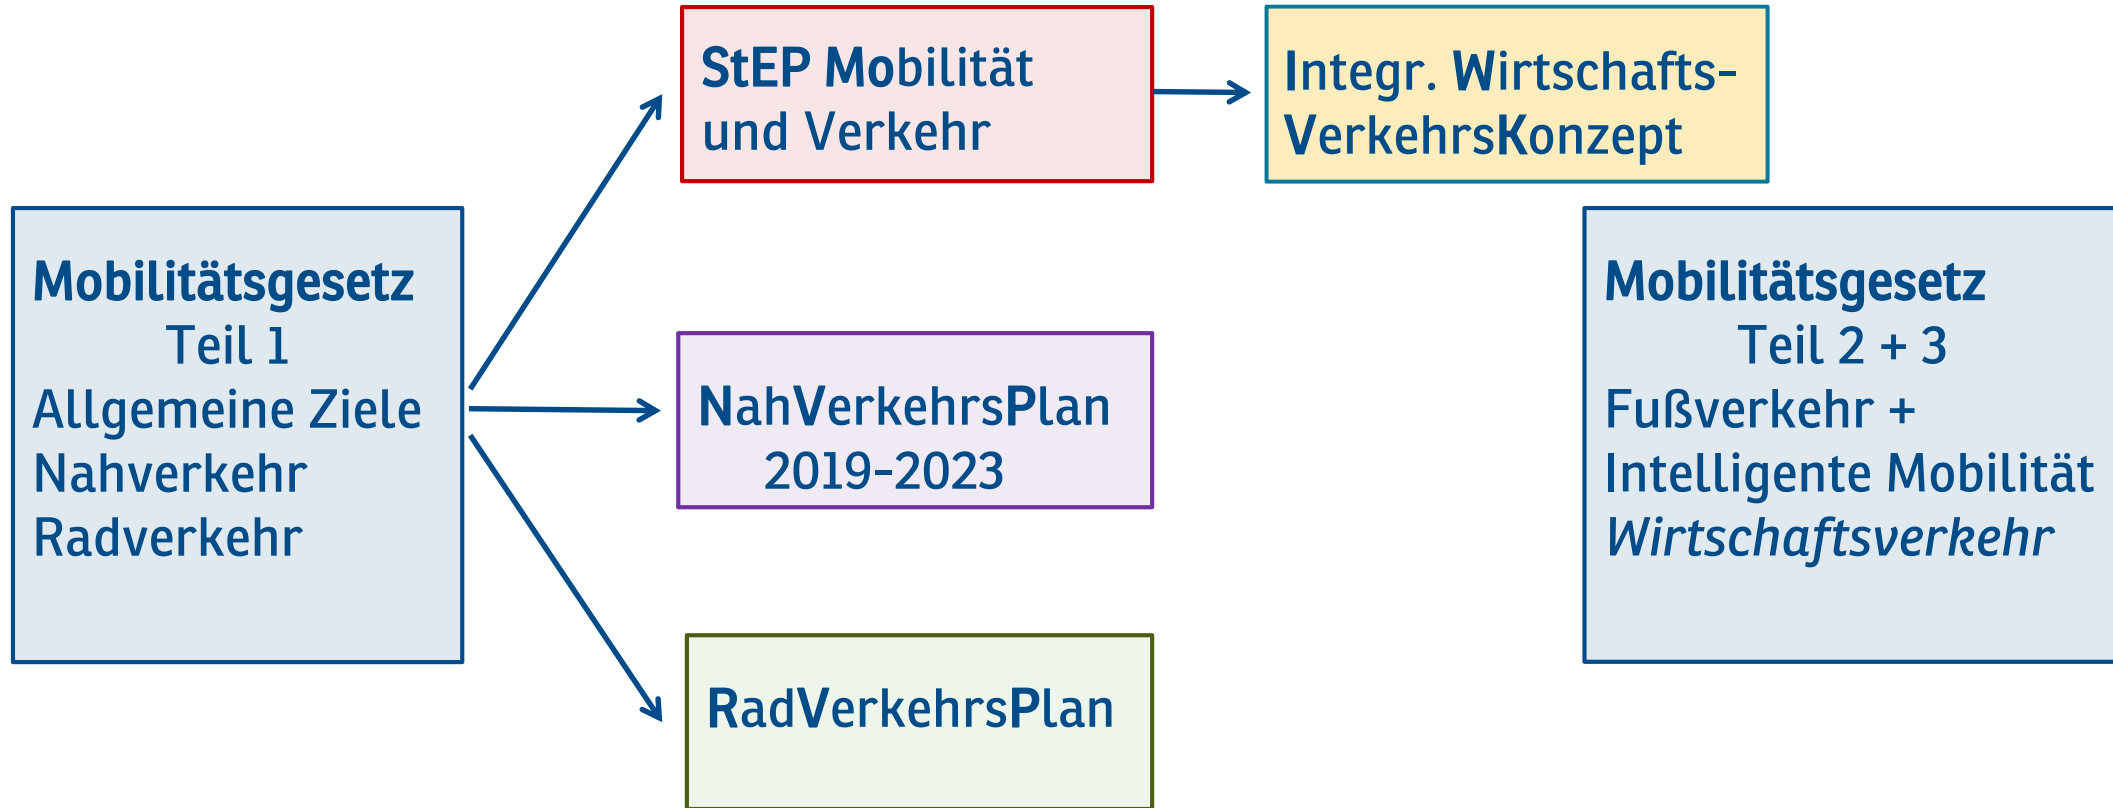 StEP Mobilität
und Verkehr
Integr. Wirtschafts-
VerkehrsKonzept
Mobilitätsgesetz
Teil 1
Allgemeine Ziele
Nahverkehr
Radverkehr
NahVerkehrsPlan
2019-2023
RadVerkehrsPlan
Mobilitätsgesetz
Teil 2 + 3
Fußverkehr +
Intelligente Mobilität
Wirtschaftsverkehr